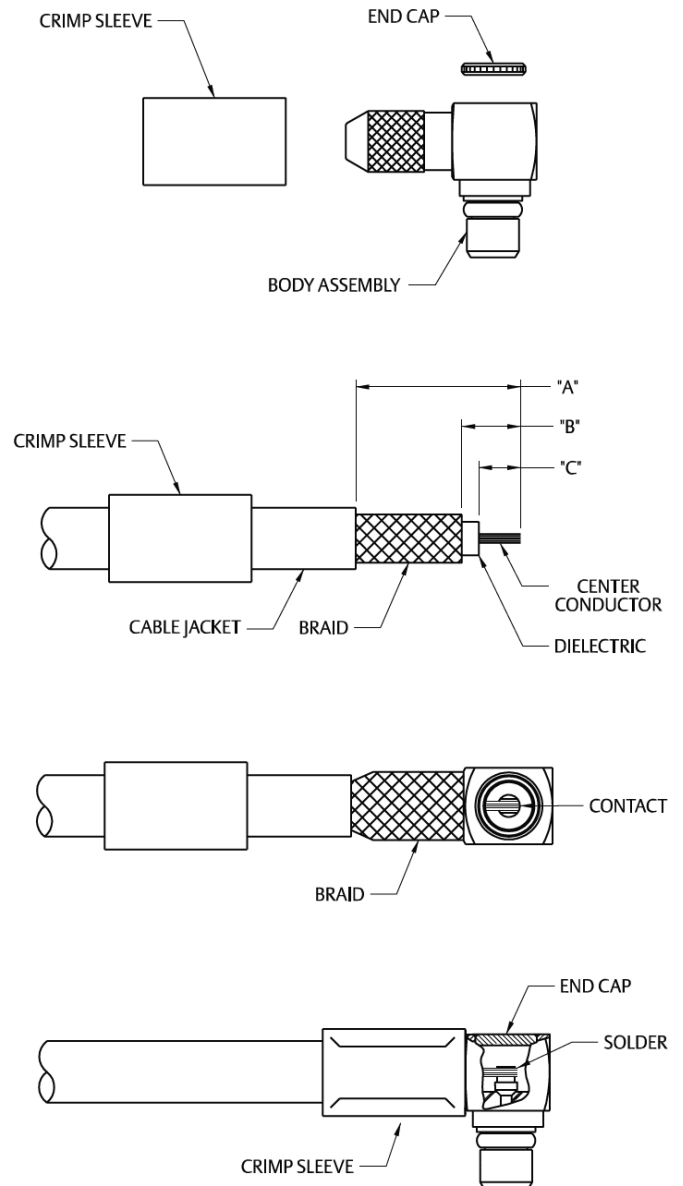 CRIMP SLEEVE
END CAP
BODY ASSEMBLY
"A"
"B"
CRIMP SLEEVE
"C"
CENTER
CONDUCTOR
CABLE JACKET
BRAID
DIELECTRIC
CONTACT
BRAID
END CAP
SOLDER
CRIMP SLEEVE